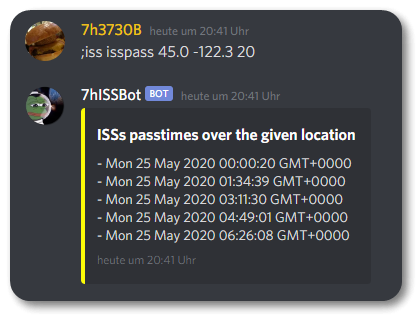 7h3730B heute um 20:41 Uhr
;iss isspass 45.0 -122.3 20
7hISSBot BOT heute um 20:41 Uhr
ISSs passtimes over the given location
- Mon 25 May 2020 00:00:20 GMT+0000
- Mon 25 May 2020 01:34:39 GMT+0000
- Mon 25 May 2020 03:11:30 GMT+0000
- Mon 25 May 2020 04:49:01 GMT+0000
- Mon 25 May 2020 06:26:08 GMT+0000
heute um 20:41 Uhr